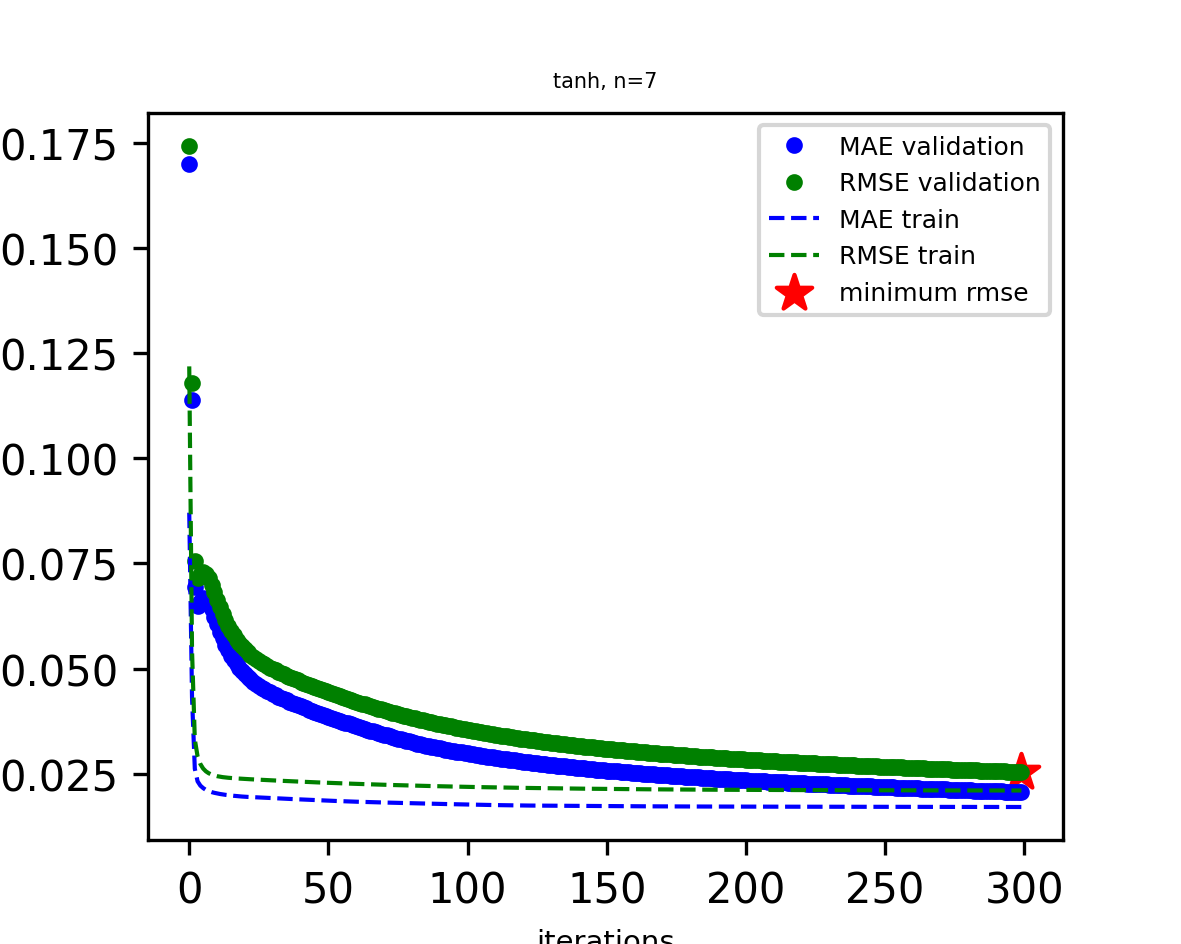 tanh, n=7
0.175
0.150
0.125
0.100
0.075
0.050
0.025
MAE validation
RMSE validation
MAE train
RMSE train
minimum rmse
0 50 100 150 200 250 300
iterations